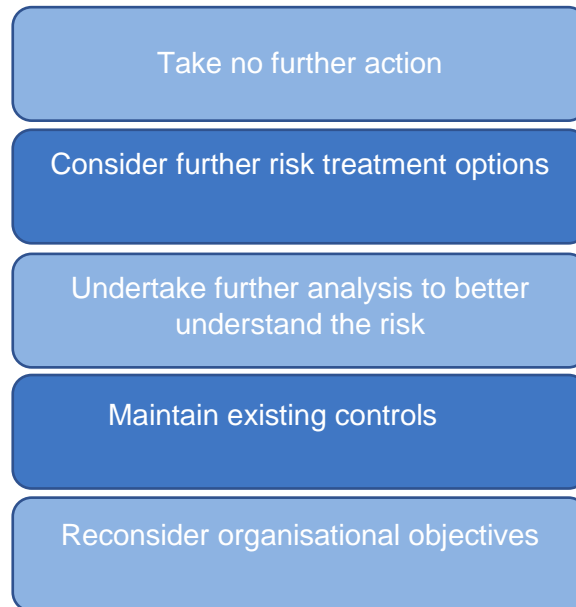 Take no further action
Consider further risk treatment options
Undertake further analysis to better
understand the risk
Maintain existing controls
Reconsider organisational objectives